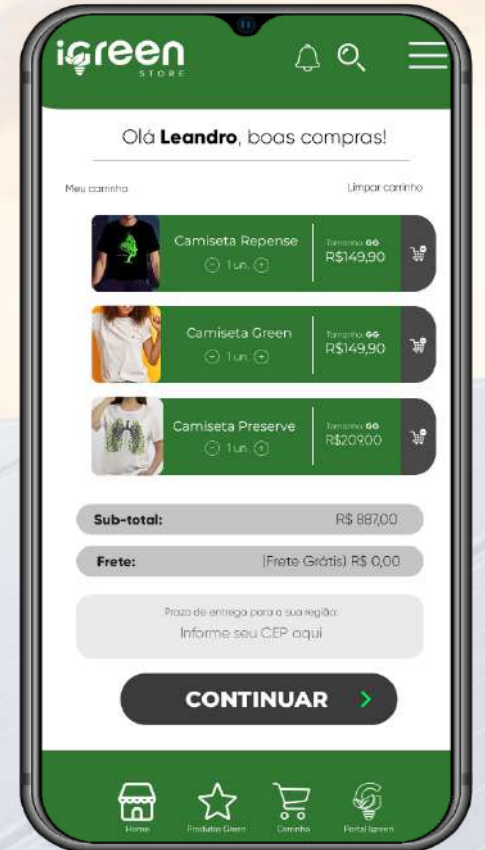 iGreen
STORE
Olá Leandro, boas compras!
Meu carrinho
Limpar carrinho
Camiseta Repense
- 1 un. +
Tamanho: GG
R$149,90
Camiseta Green
- 1 un. +
Tamanho: GG
R$149,90
Camiseta Preserve
- 1 un. +
Tamanho: GG
R$209,00
Sub-total: R$ 887,00
Frete: (Frete Grátis) R$ 0,00
Prazo de entrega para a sua região:
Informe seu CEP aqui
CONTINUAR >
Home
Produtos Green
Carrinho
Portal Igreen